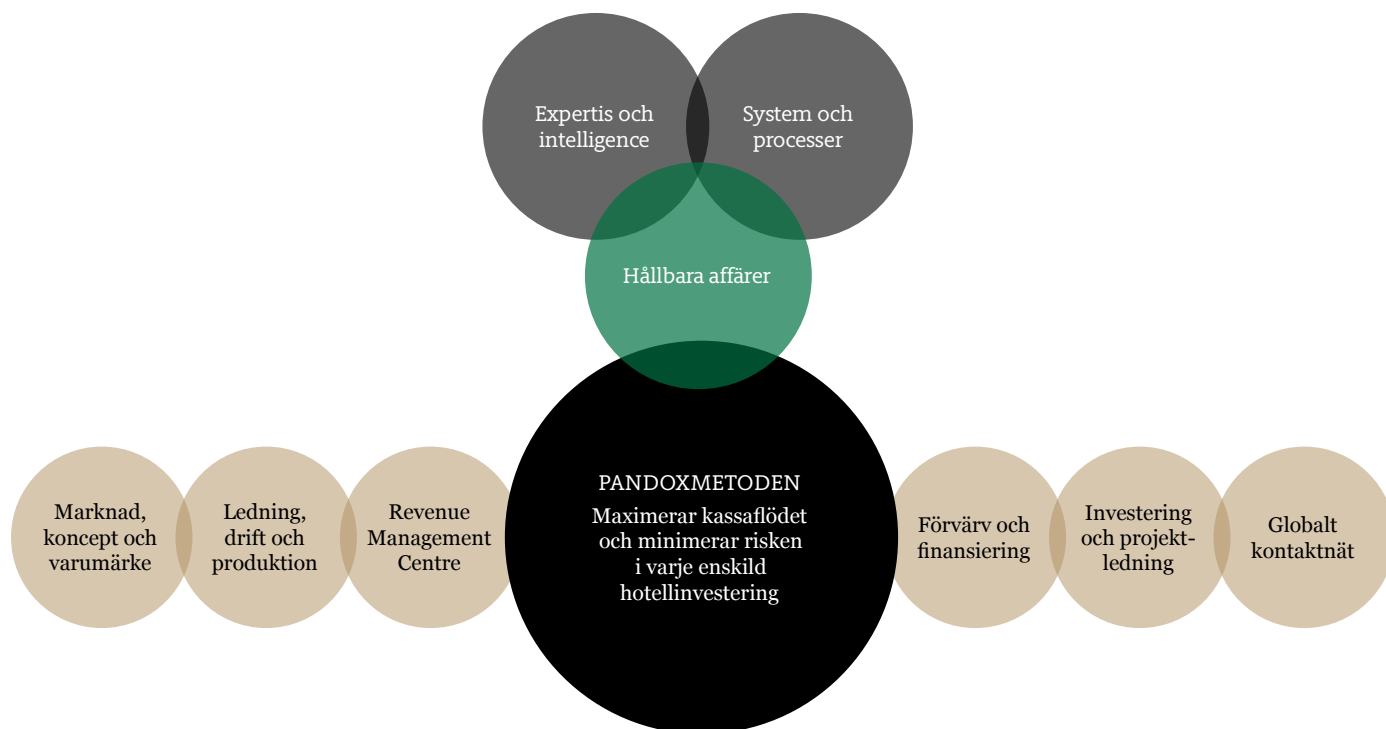 Expertis och
intelligence
System och
processer
Hållbara affärer
PANDOXMETODEN
Maximerar kassaflödet
och minimerar risken
i varje enskild
hotellinvestering
Marknad,
koncept och
varumärke
Ledning,
drift och
produktion
Revenue
Management
Centre
Förvärv och
finansiering
Investering
och projekt-
ledning
Globalt
kontaktnät